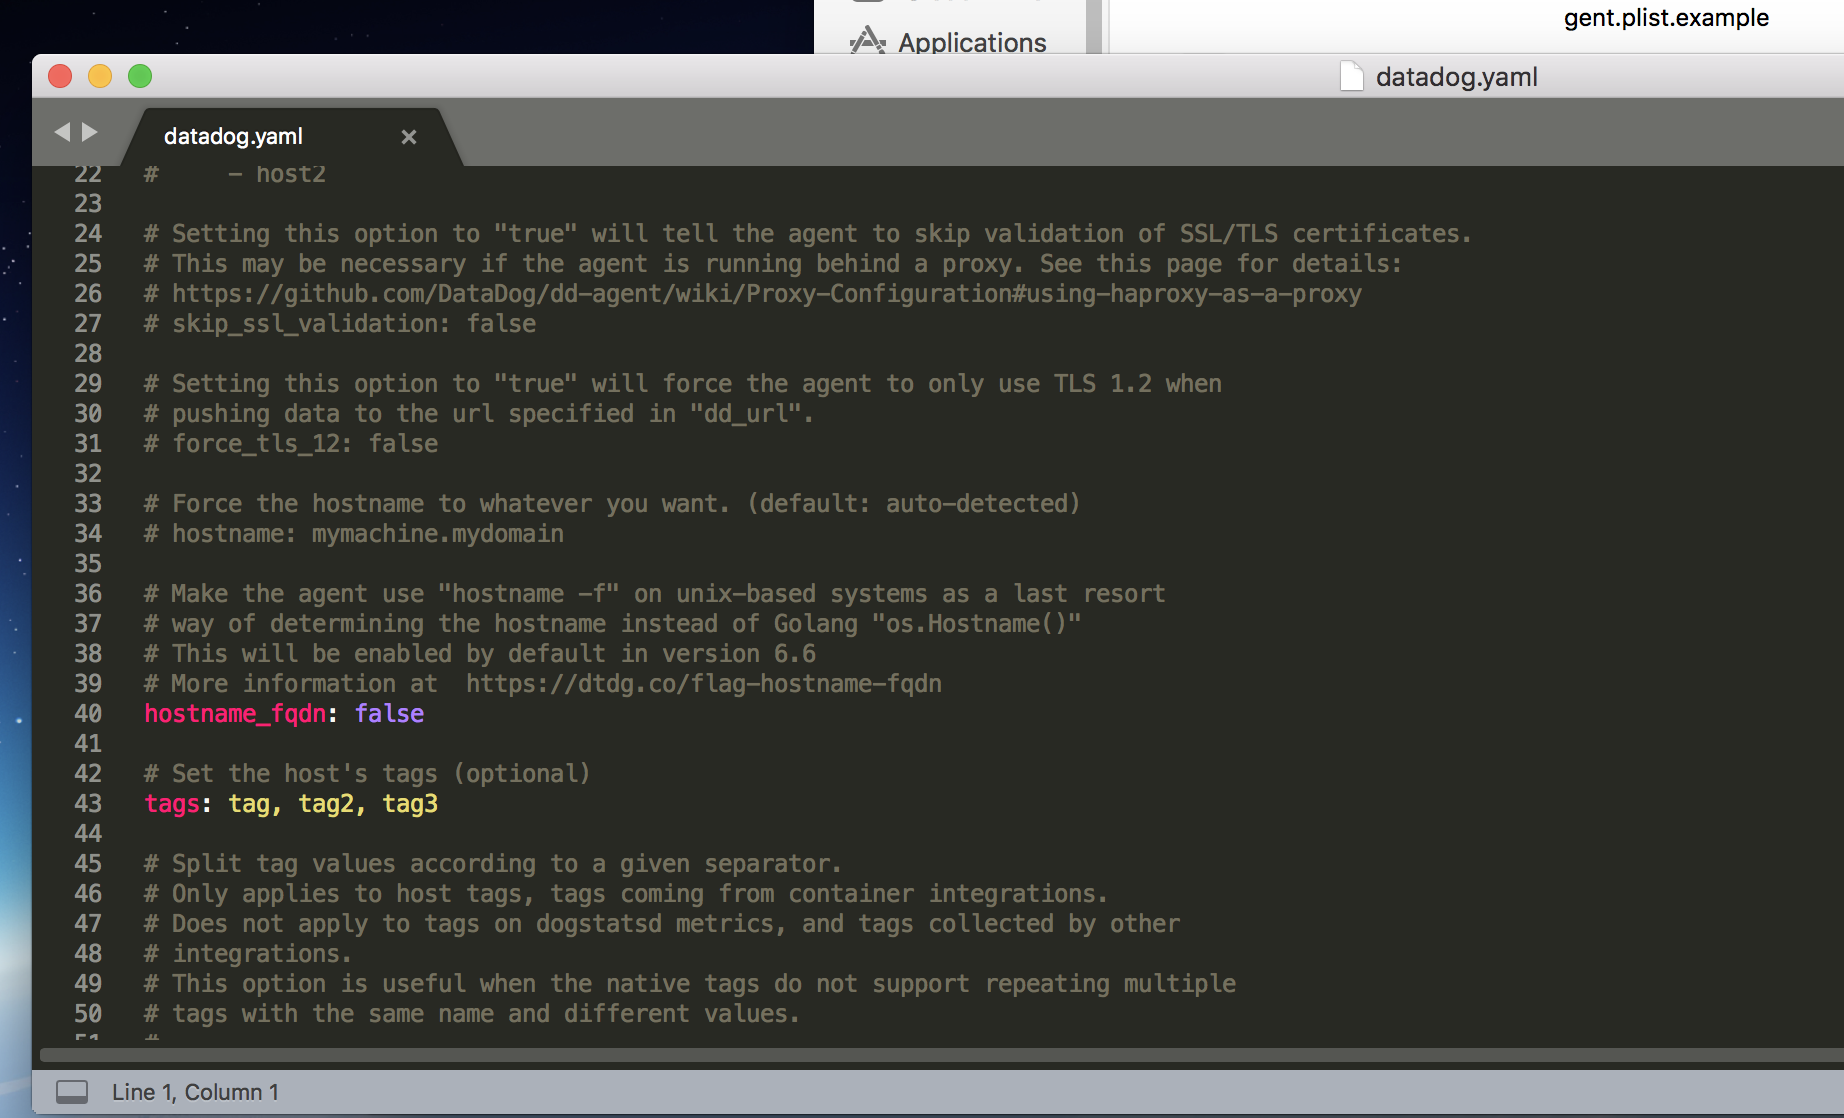 gent.plist.example
Applications
datadog.yaml
datadog.yaml
22 #     - host2
23
24 # Setting this option to "true" will tell the agent to skip validation of SSL/TLS certificates.
25 # This may be necessary if the agent is running behind a proxy. See this page for details:
26 # https://github.com/DataDog/dd-agent/wiki/Proxy-Configuration#using-haproxy-as-a-proxy
27 # skip_ssl_validation: false
28
29 # Setting this option to "true" will force the agent to only use TLS 1.2 when
30 # pushing data to the url specified in "dd_url".
31 # force_tls_12: false
32
33 # Force the hostname to whatever you want. (default: auto-detected)
34 # hostname: mymachine.mydomain
35
36 # Make the agent use "hostname -f" on unix-based systems as a last resort
37 # way of determining the hostname instead of Golang "os.Hostname()"
38 # This will be enabled by default in version 6.6
39 # More information at  https://dtdg.co/flag-hostname-fqdn
40 hostname_fqdn: false
41
42 # Set the host's tags (optional)
43 tags: tag, tag2, tag3
44
45 # Split tag values according to a given separator.
46 # Only applies to host tags, tags coming from container integrations.
47 # Does not apply to tags on dogstatsd metrics, and tags collected by other
48 # integrations.
49 # This option is useful when the native tags do not support repeating multiple
50 # tags with the same name and different values.
51 #
Line 1, Column 1